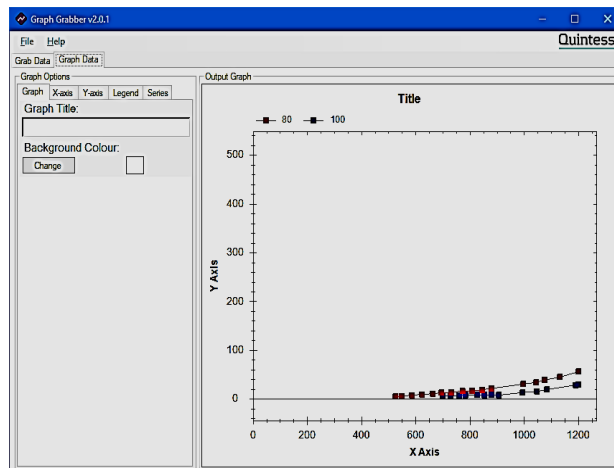 Graph Grabber v2.0.1
File Help
Quintess
Grab Data Graph Data
Graph Options
Graph X-axis Y-axis Legend Series
Graph Title:
Background Colour:
Change
Output Graph
Title
80 100
500
400
300
200
100
0
Y Axis
0 200 400 600 800 1000 1200
X Axis